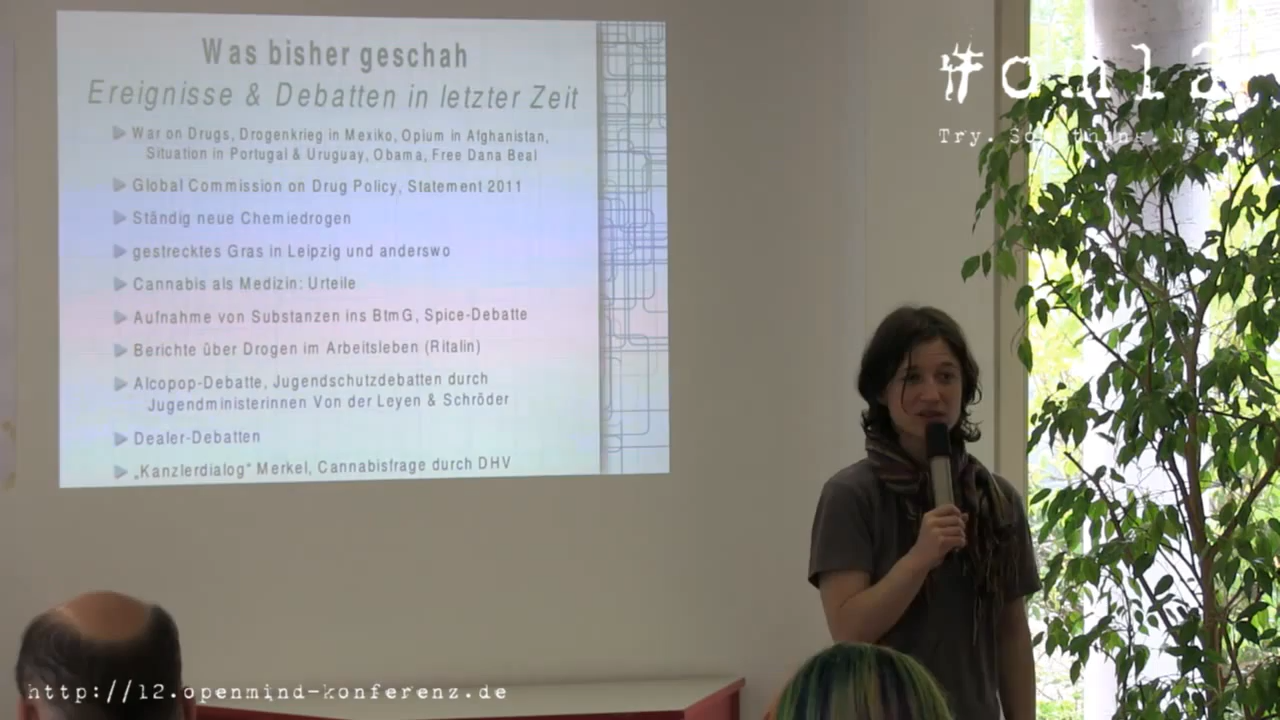 Was bisher geschah
Ereignisse & Debatten in letzter Zeit
War on Drugs, Drogenkrieg in Mexiko, Opium in Afghanistan,
Situation in Portugal & Uruguay, Obama, Free Dana Beal
Global Commission on Drug Policy, Statement 2011
Ständig neue Chemiedrogen
gestrecktes Gras in Leipzig und anderswo
Cannabis als Medizin: Urteile
Aufnahme von Substanzen ins BtmG, Spice-Debatte
Berichte über Drogen im Arbeitsleben (Ritalin)
Alcopop-Debatte, Jugendschutzdebatten durch
Jugendministerinnen Von der Leyen & Schröder
Dealer-Debatten
„Kanzlerdialog“ Merkel, Cannabisfrage durch DHV
#om12
Try. Something. New.
http://12.openmind-konferenz.de